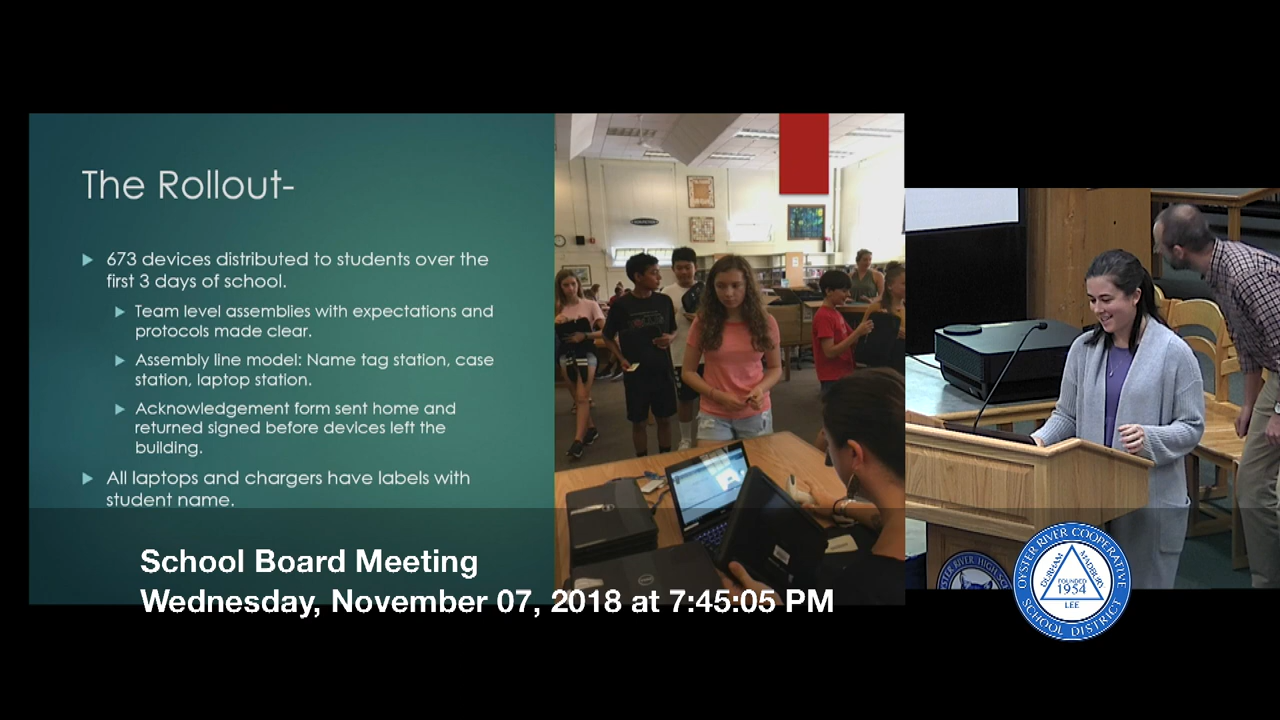 The Rollout-
673 devices distributed to students over the
first 3 days of school.
Team level assemblies with expectations and
protocols made clear.
Assembly line model: Name tag station, case
station, laptop station.
Acknowledgement form sent home and
returned signed before devices left the
building.
All laptops and chargers have labels with
student name.
School Board Meeting
Wednesday, November 07, 2018 at 7:45:05 PM
OYSTER RIVER COOPERATIVE
SCHOOL DISTRICT
DURHAM
MADBURY
FOUNDED
1954
LEE
RIVER HIGH
DELL